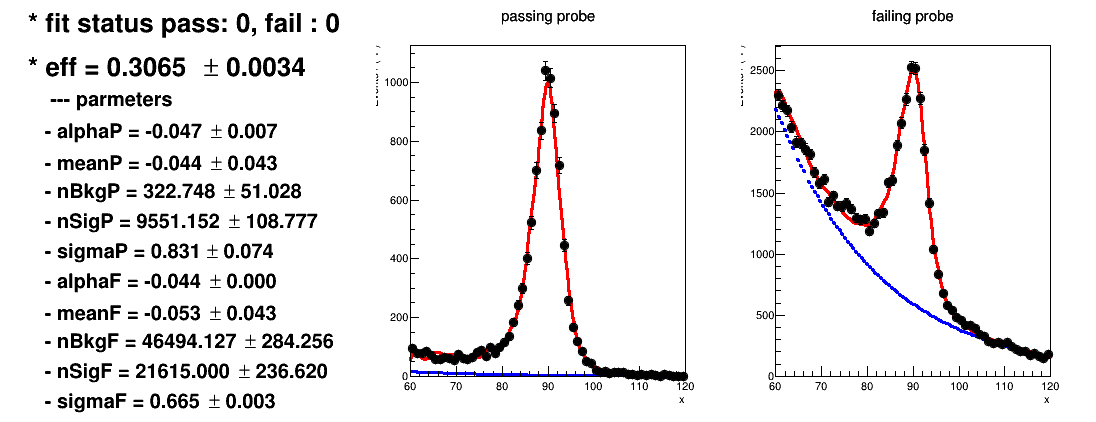 * fit status pass: 0, fail : 0
* eff = 0.3065 ± 0.0034
--- parmeters
- alphaP = -0.047 ± 0.007
- meanP = -0.044 ± 0.043
- nBkgP = 322.748 ± 51.028
- nSigP = 9551.152 ± 108.777
- sigmaP = 0.831 ± 0.074
- alphaF = -0.044 ± 0.000
- meanF = -0.053 ± 0.043
- nBkgF = 46494.127 ± 284.256
- nSigF = 21615.000 ± 236.620
- sigmaF = 0.665 ± 0.003
passing probe
1000
800
600
400
200
0
60 70 80 90 100 110 120
x
failing probe
2500
2000
1500
1000
500
0
60 70 80 90 100 110 120
x